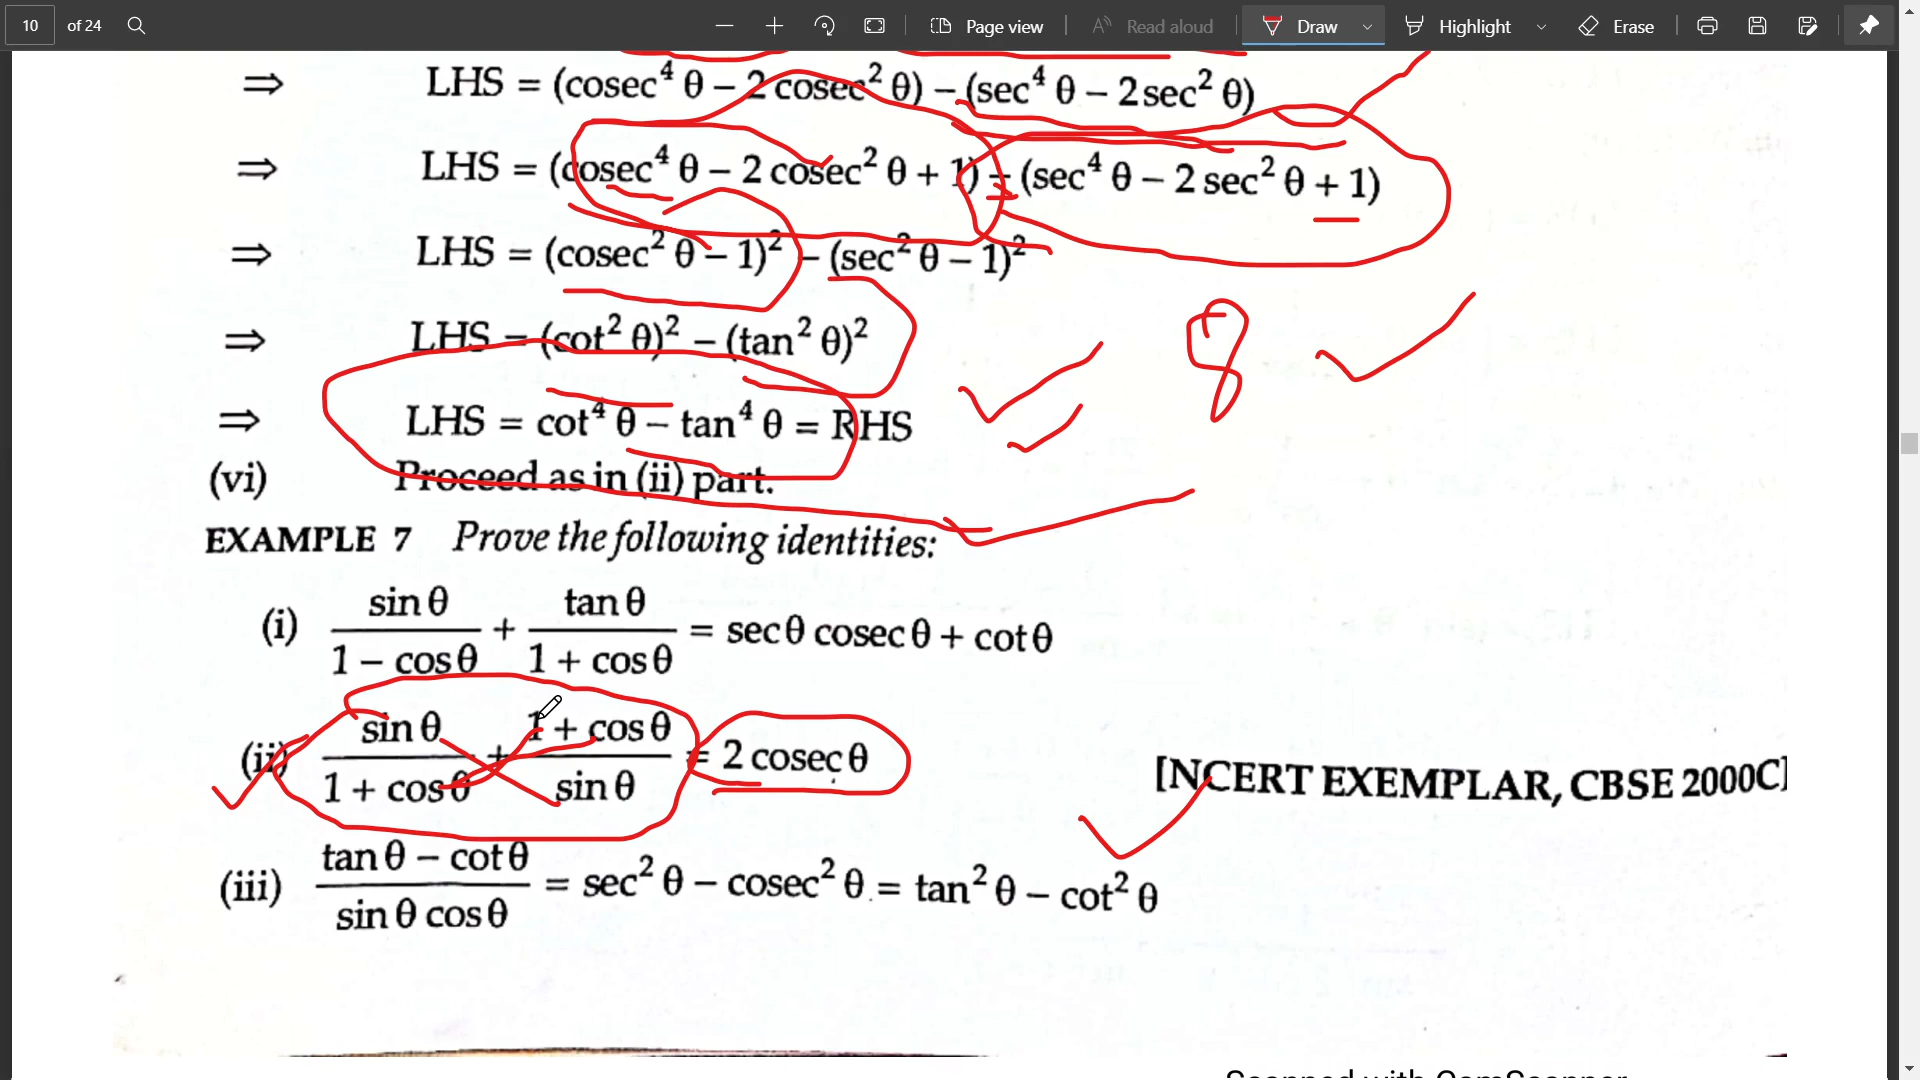 10 of 24 Page view Read aloud Draw Highlight Erase
⇒ LHS = (cosec⁴ θ – 2 cosec² θ) – (sec⁴ θ – 2 sec² θ)
⇒ LHS = (cosec⁴ θ – 2 cosec² θ + 1) – (sec⁴ θ – 2 sec² θ + 1)
⇒ LHS = (cosec² θ – 1)² – (sec² θ – 1)²
⇒ LHS = (cot² θ)² – (tan² θ)²
⇒ LHS = cot⁴ θ – tan⁴ θ = RHS
(vi) Proceed as in (ii) part.
EXAMPLE 7 Prove the following identities:
(i) sin θ / (1 – cos θ) + tan θ / (1 + cos θ) = sec θ cosec θ + cot θ
(ii) sin θ / (1 + cos θ) + (1 + cos θ) / sin θ = 2 cosec θ [NCERT EXEMPLAR, CBSE 2000C]
(iii) (tan θ – cot θ) / (sin θ cos θ) = sec² θ – cosec² θ = tan² θ – cot² θ